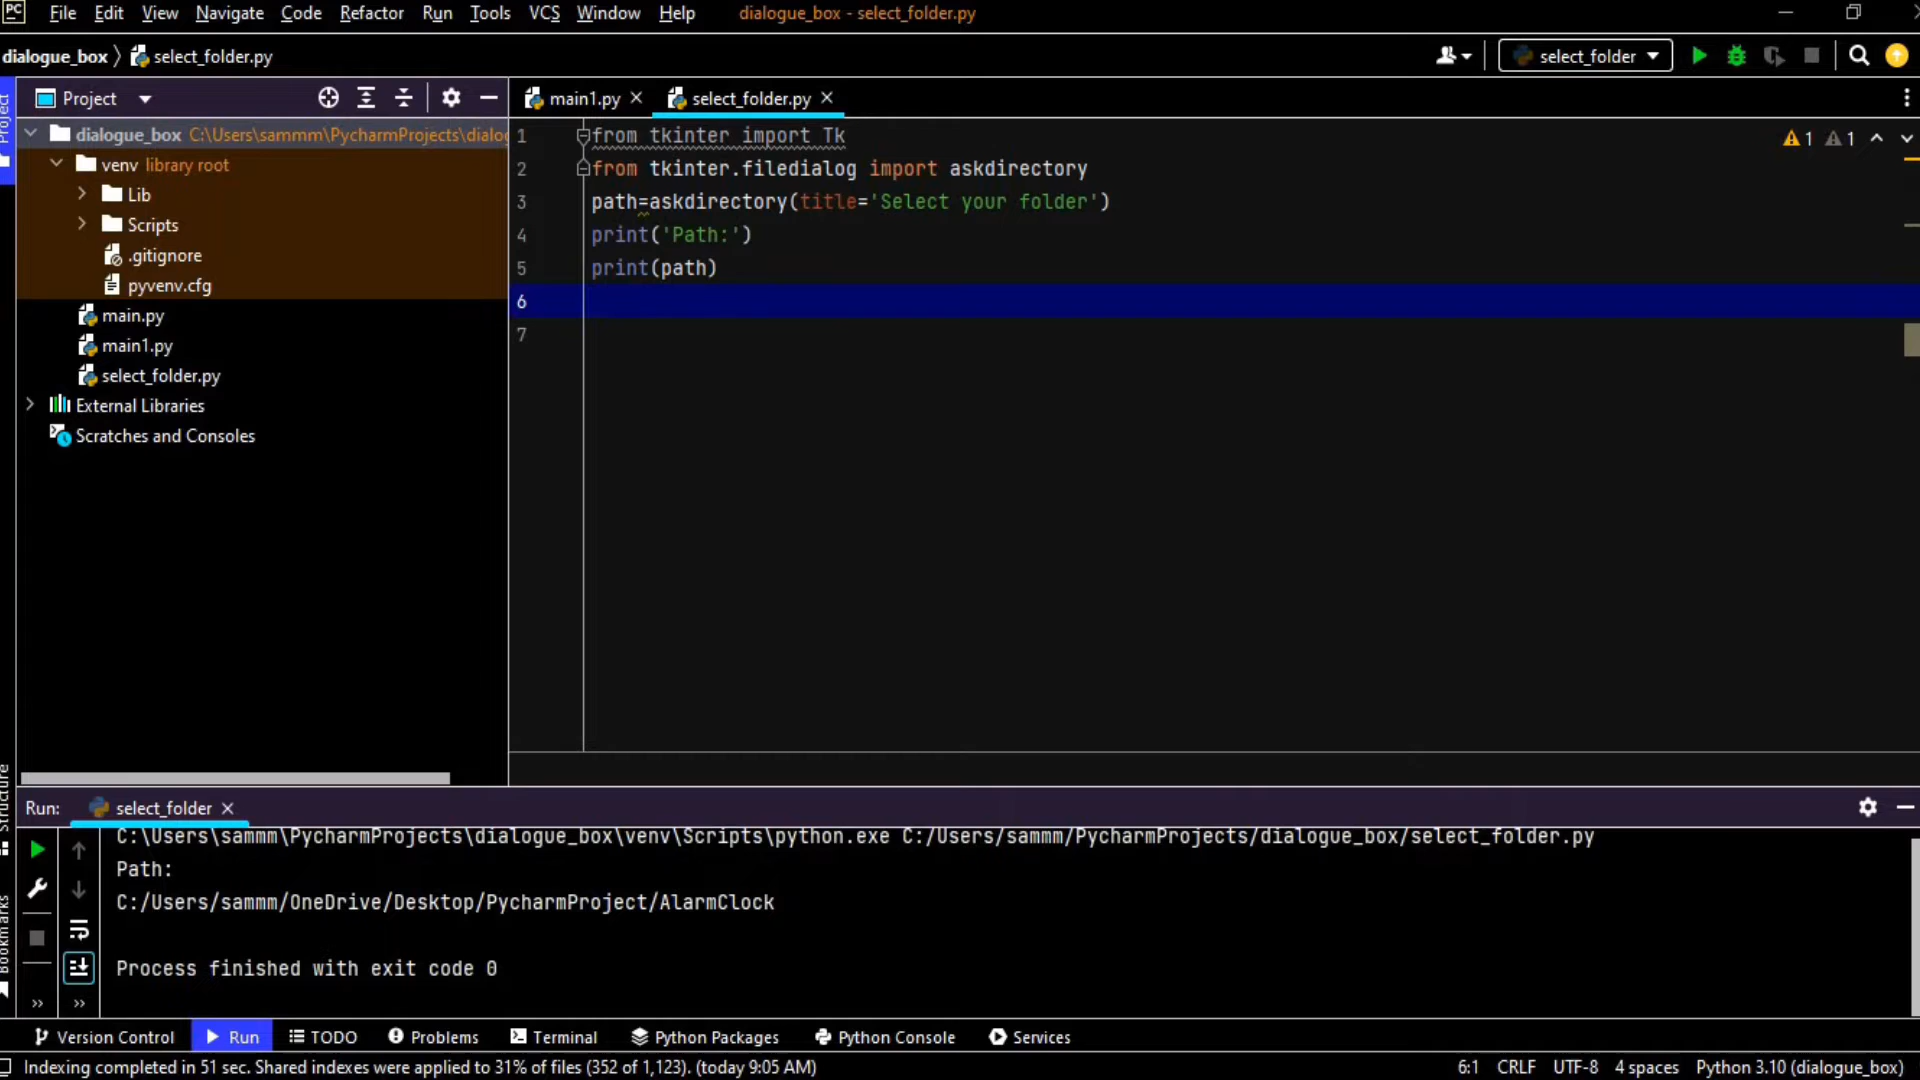 PC File Edit View Navigate Code Refactor Run Tools VCS Window Help dialogue_box - select_folder.py
dialogue_box select_folder.py select_folder
Project
Project main1.py select_folder.py
dialogue_box C:\Users\sammm\PycharmProjects\dialog
venv library root
Lib
Scripts
.gitignore
pyvenv.cfg
main.py
main1.py
select_folder.py
External Libraries
Scratches and Consoles
1 from tkinter import Tk
2 from tkinter.filedialog import askdirectory
3 path=askdirectory(title='Select your folder')
4 print('Path:')
5 print(path)
6
7
1 1
Structure
Bookmarks
Run: select_folder
C:\Users\sammm\PycharmProjects\dialogue_box\venv\Scripts\python.exe C:/Users/sammm/PycharmProjects/dialogue_box/select_folder.py
Path:
C:/Users/sammm/OneDrive/Desktop/PycharmProject/AlarmClock
Process finished with exit code 0
Version Control Run TODO Problems Terminal Python Packages Python Console Services
Indexing completed in 51 sec. Shared indexes were applied to 31% of files (352 of 1,123). (today 9:05 AM) 6:1 CRLF UTF-8 4 spaces Python 3.10 (dialogue_box)